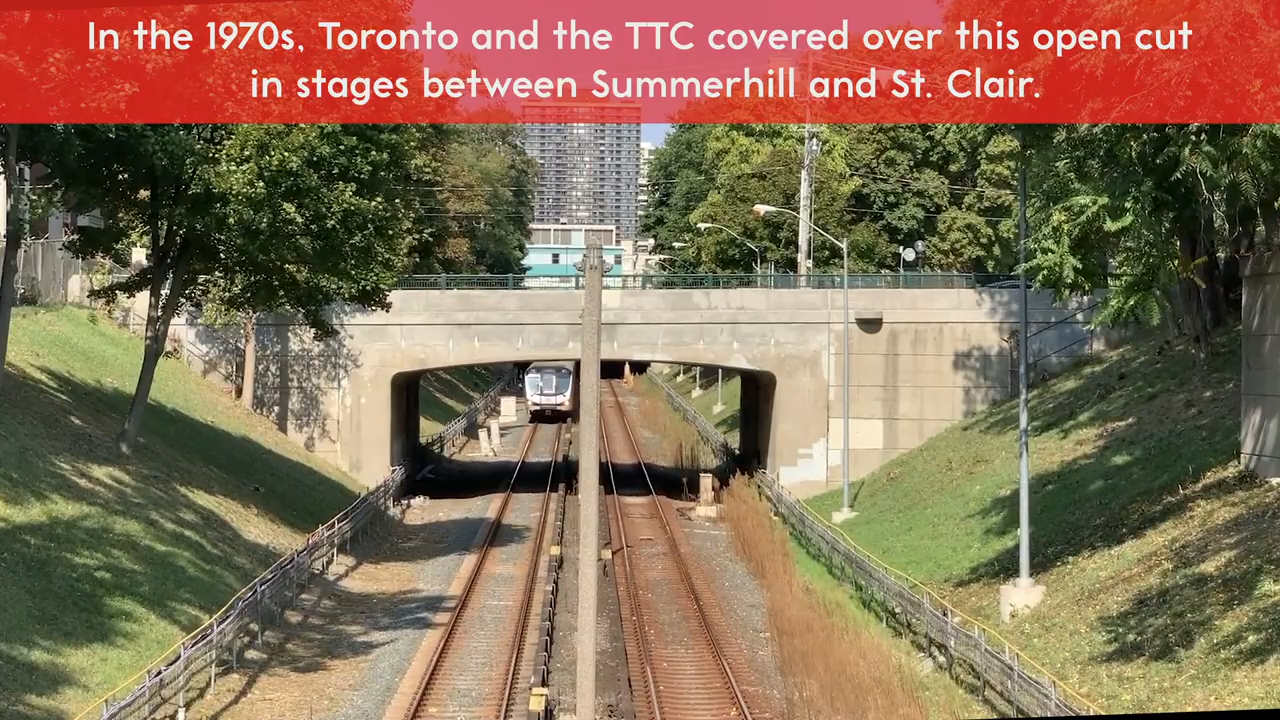 In the 1970s, Toronto and the TTC covered over this open cut
in stages between Summerhill and St. Clair.